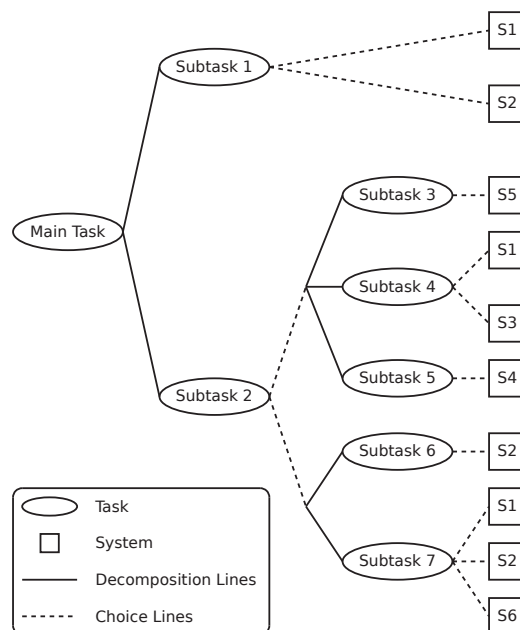 S1
Subtask 1
S2
Subtask 3
S5
Main Task
S1
Subtask 4
S3
Subtask 5
S4
Subtask 2
Subtask 6
S2
S1
Subtask 7
S2
S6
Task
System
Decomposition Lines
Choice Lines